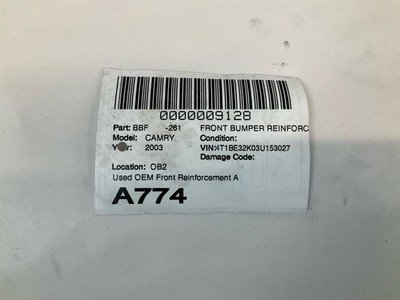 0000009128
Part: BBF -261 FRONT BUMPER REINFORC
Model: CAMRY Condition:
Year: 2003 VIN:4T1BE32K03U153027
Damage Code:
Location: OB2
Used OEM Front Reinforcement A
A774